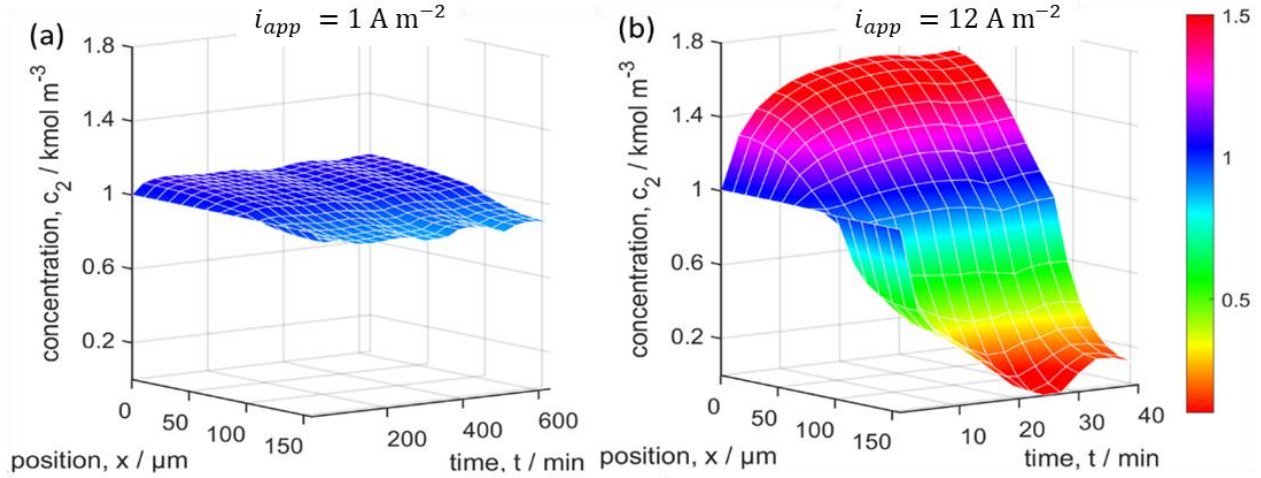 (a)
i_app = 1 A m⁻²
1.8
1.4
1
0.6
0.2
concentration, c₂ / kmol m⁻³
0
50
100
150
position, x / μm
200
400
600
time, t / min
(b)
i_app = 12 A m⁻²
1.8
1.4
1
0.6
0.2
concentration, c₂ / kmol m⁻³
0
50
100
150
position, x / μm
10
20
30
40
time, t / min
1.5
1
0.5